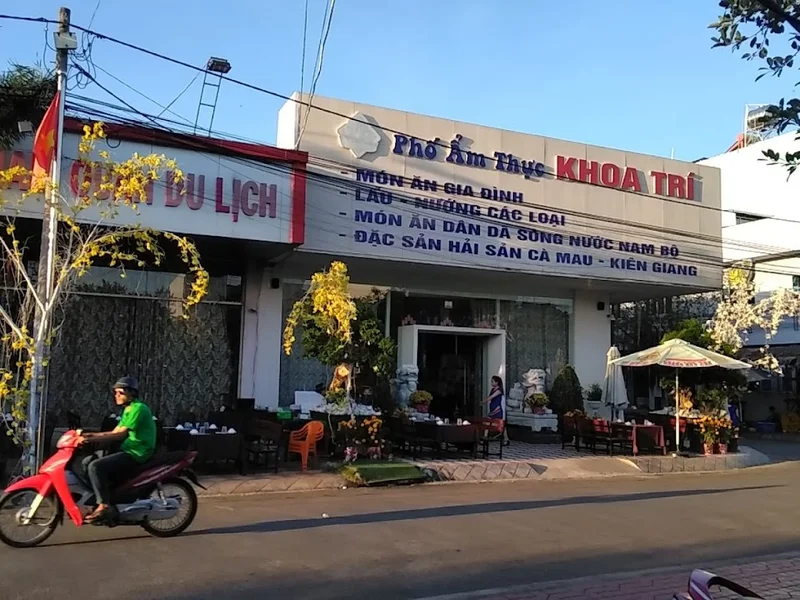 QUAN DU LỊCH
Phố Ẩm Thực KHOA TRÍ
- MÓN ĂN GIA ĐÌNH
- LẨU - NƯỚNG CÁC LOẠI
- MÓN ĂN DÂN DÃ SÔNG NƯỚC NAM BỘ
- ĐẶC SẢN HẢI SẢN CÀ MAU - KIÊN GIANG